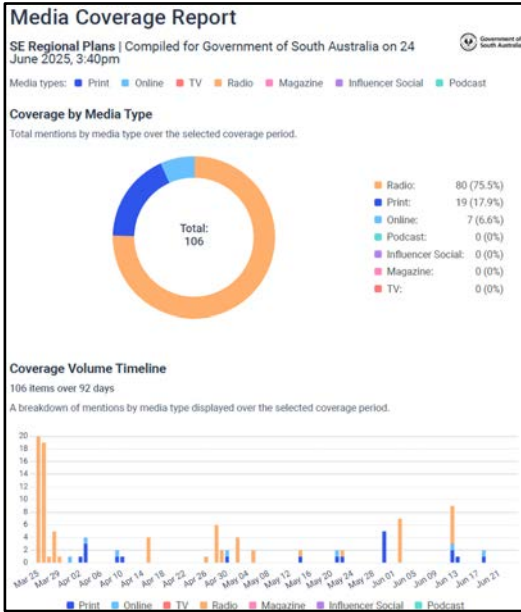 Media Coverage Report
SE Regional Plans | Compiled for Government of South Australia on 24
June 2025, 3:40pm
Government of
South Australia
Media types: Print Online TV Radio Magazine Influencer Social Podcast
Coverage by Media Type
Total mentions by media type over the selected coverage period.
Total:
106
Radio: 80 (75.5%)
Print: 19 (17.9%)
Online: 7 (6.6%)
Podcast: 0 (0%)
Influencer Social: 0 (0%)
Magazine: 0 (0%)
TV: 0 (0%)
Coverage Volume Timeline
106 items over 92 days
A breakdown of mentions by media type displayed over the selected coverage period.
20
18
16
14
12
10
8
6
4
2
0
Mar 25 Mar 29 Apr 02 Apr 06 Apr 10 Apr 14 Apr 18 Apr 22 Apr 26 Apr 30 May 04 May 08 May 12 May 16 May 20 May 24 May 28 Jun 01 Jun 05 Jun 09 Jun 13 Jun 17 Jun 21
Print Online TV Radio Magazine Influencer Social Podcast